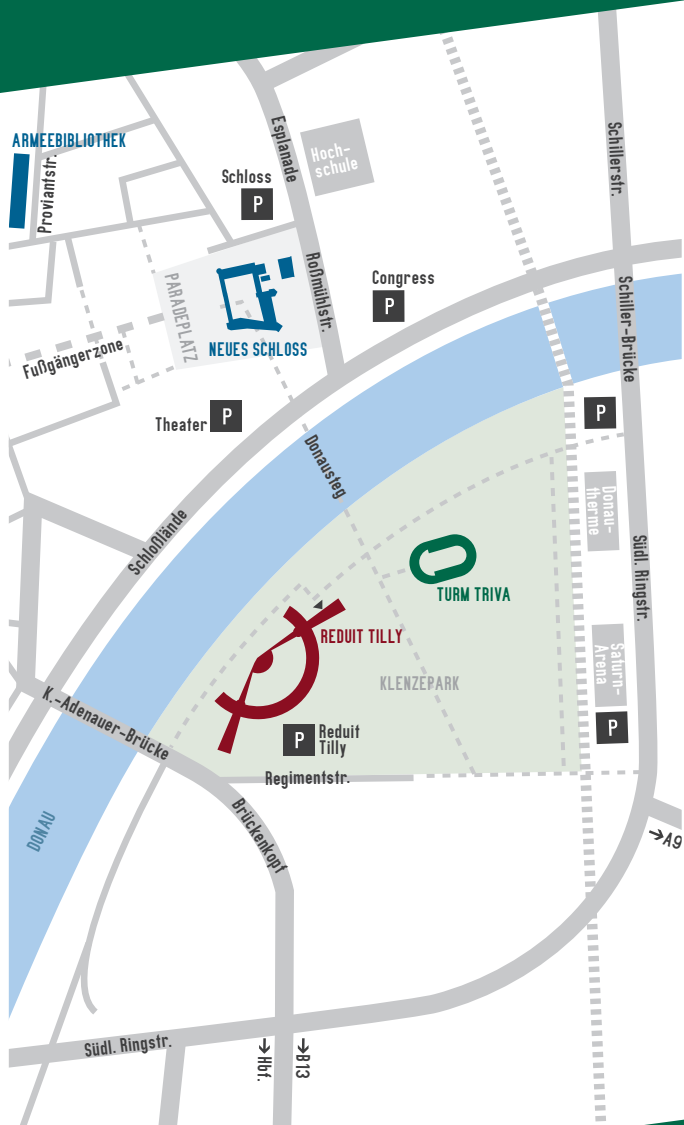 ARMEEBIBLIOTHEK
Proviantstr.
Esplanade
Hoch-
schule
Schillerstr.
Schloss
P
PARADEPLATZ
Roßmühlstr.
Congress
P
Schiller-Brücke
NEUES SCHLOSS
Fußgängerzone
Theater P
P
Donausteg
Donau-
therme
Schloßlände
TURM TRIVA
Südl. Ringstr.
REDUIT TILLY
KLENZEPARK
Saturn-
Arena
P
K.-Adenauer-Brücke
P Reduit
Tilly
Regimentstr.
DONAU
Brückenkopf
→A9
Südl. Ringstr.
→Hbf.
→B13